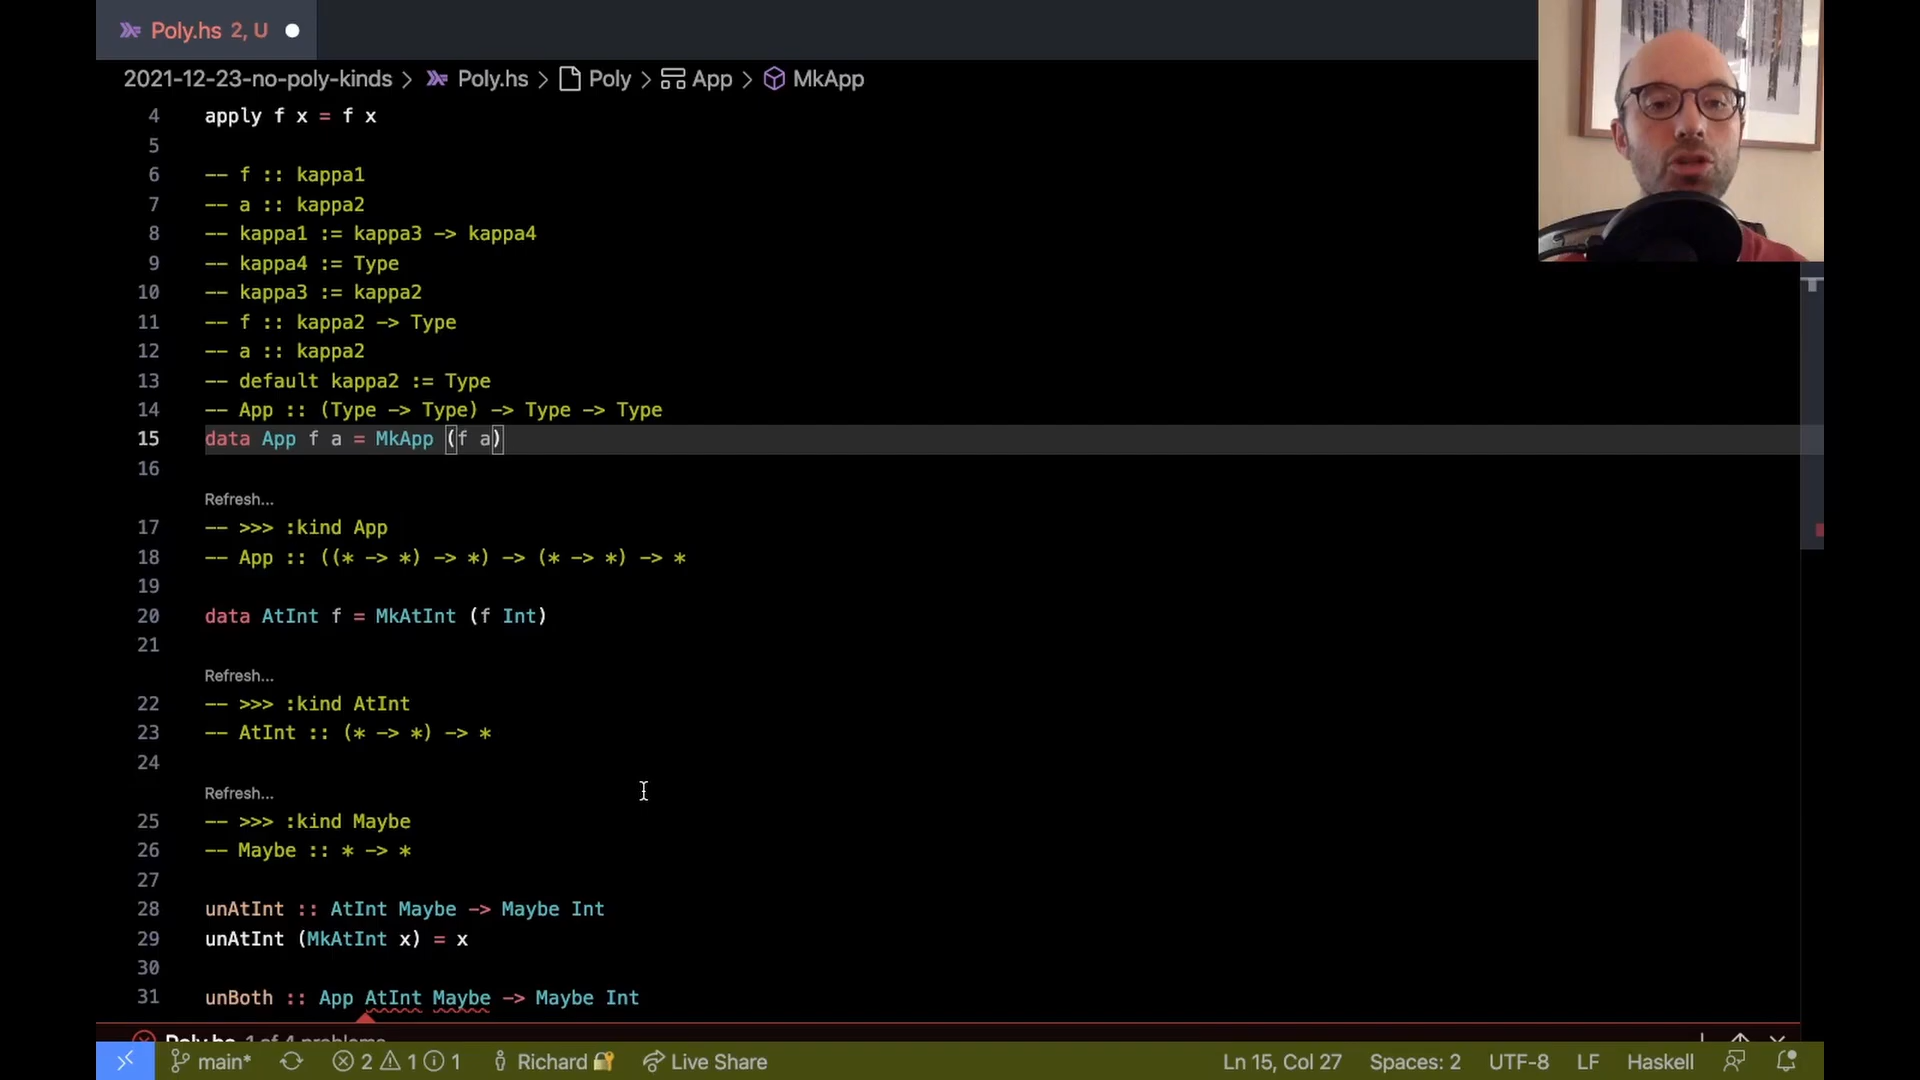 Poly.hs 2, U
2021-12-23-no-poly-kinds > Poly.hs > Poly > App > MkApp
4 apply f x = f x
5
6 -- f :: kappa1
7 -- a :: kappa2
8 -- kappa1 := kappa3 -> kappa4
9 -- kappa4 := Type
10 -- kappa3 := kappa2
11 -- f :: kappa2 -> Type
12 -- a :: kappa2
13 -- default kappa2 := Type
14 -- App :: (Type -> Type) -> Type -> Type
15 data App f a = MkApp (f a)
16
Refresh...
17 -- >>> :kind App
18 -- App :: ((* -> *) -> *) -> (* -> *) -> *
19
20 data AtInt f = MkAtInt (f Int)
21
Refresh...
22 -- >>> :kind AtInt
23 -- AtInt :: (* -> *) -> *
24
Refresh...
25 -- >>> :kind Maybe
26 -- Maybe :: * -> *
27
28 unAtInt :: AtInt Maybe -> Maybe Int
29 unAtInt (MkAtInt x) = x
30
31 unBoth :: App AtInt Maybe -> Maybe Int
Poly.hs 1 of 4 problems
main* 2 1 1 Richard Live Share Ln 15, Col 27 Spaces: 2 UTF-8 LF Haskell